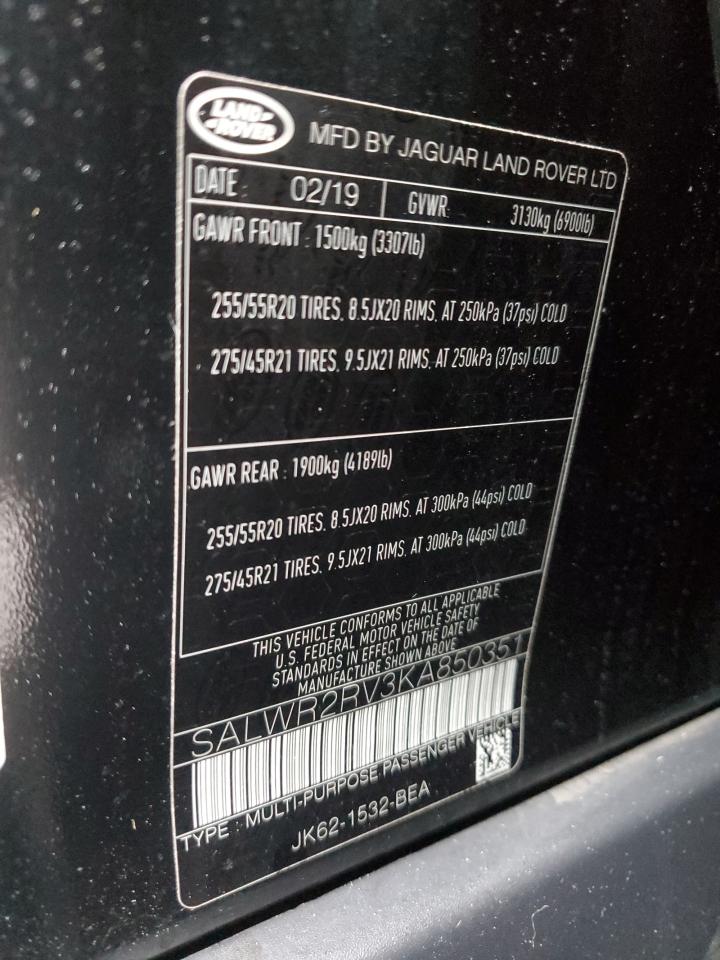 LAND ROVER
MFD BY JAGUAR LAND ROVER LTD
DATE : 02/19 GVWR: 3130kg (6900lb)
GAWR FRONT : 1500kg (3307lb)
255/55R20 TIRES, 8.5JX20 RIMS, AT 250kPa (37psi) COLD
275/45R21 TIRES, 9.5JX21 RIMS, AT 250kPa (37psi) COLD
GAWR REAR : 1900kg (4189lb)
255/55R20 TIRES, 8.5JX20 RIMS, AT 300kPa (44psi) COLD
275/45R21 TIRES, 9.5JX21 RIMS, AT 300kPa (44psi) COLD
THIS VEHICLE CONFORMS TO ALL APPLICABLE
U.S. FEDERAL MOTOR VEHICLE SAFETY
STANDARDS IN EFFECT ON THE DATE OF
MANUFACTURE SHOWN ABOVE
SALWR2RV3KA850351
TYPE : MULTI-PURPOSE PASSENGER VEHICLE
JK62-1532-BEA